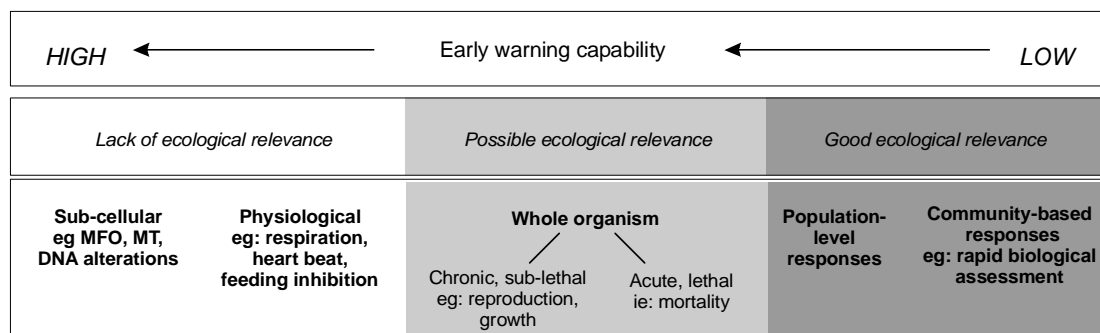 HIGH
Early warning capability
LOW
Lack of ecological relevance
Possible ecological relevance
Good ecological relevance
Sub-cellular
eg MFO, MT,
DNA alterations
Physiological
eg: respiration,
heart beat,
feeding inhibition
Whole organism
Chronic, sub-lethal
eg: reproduction,
growth
Acute, lethal
ie: mortality
Population-
level
responses
Community-based
responses
eg: rapid biological
assessment